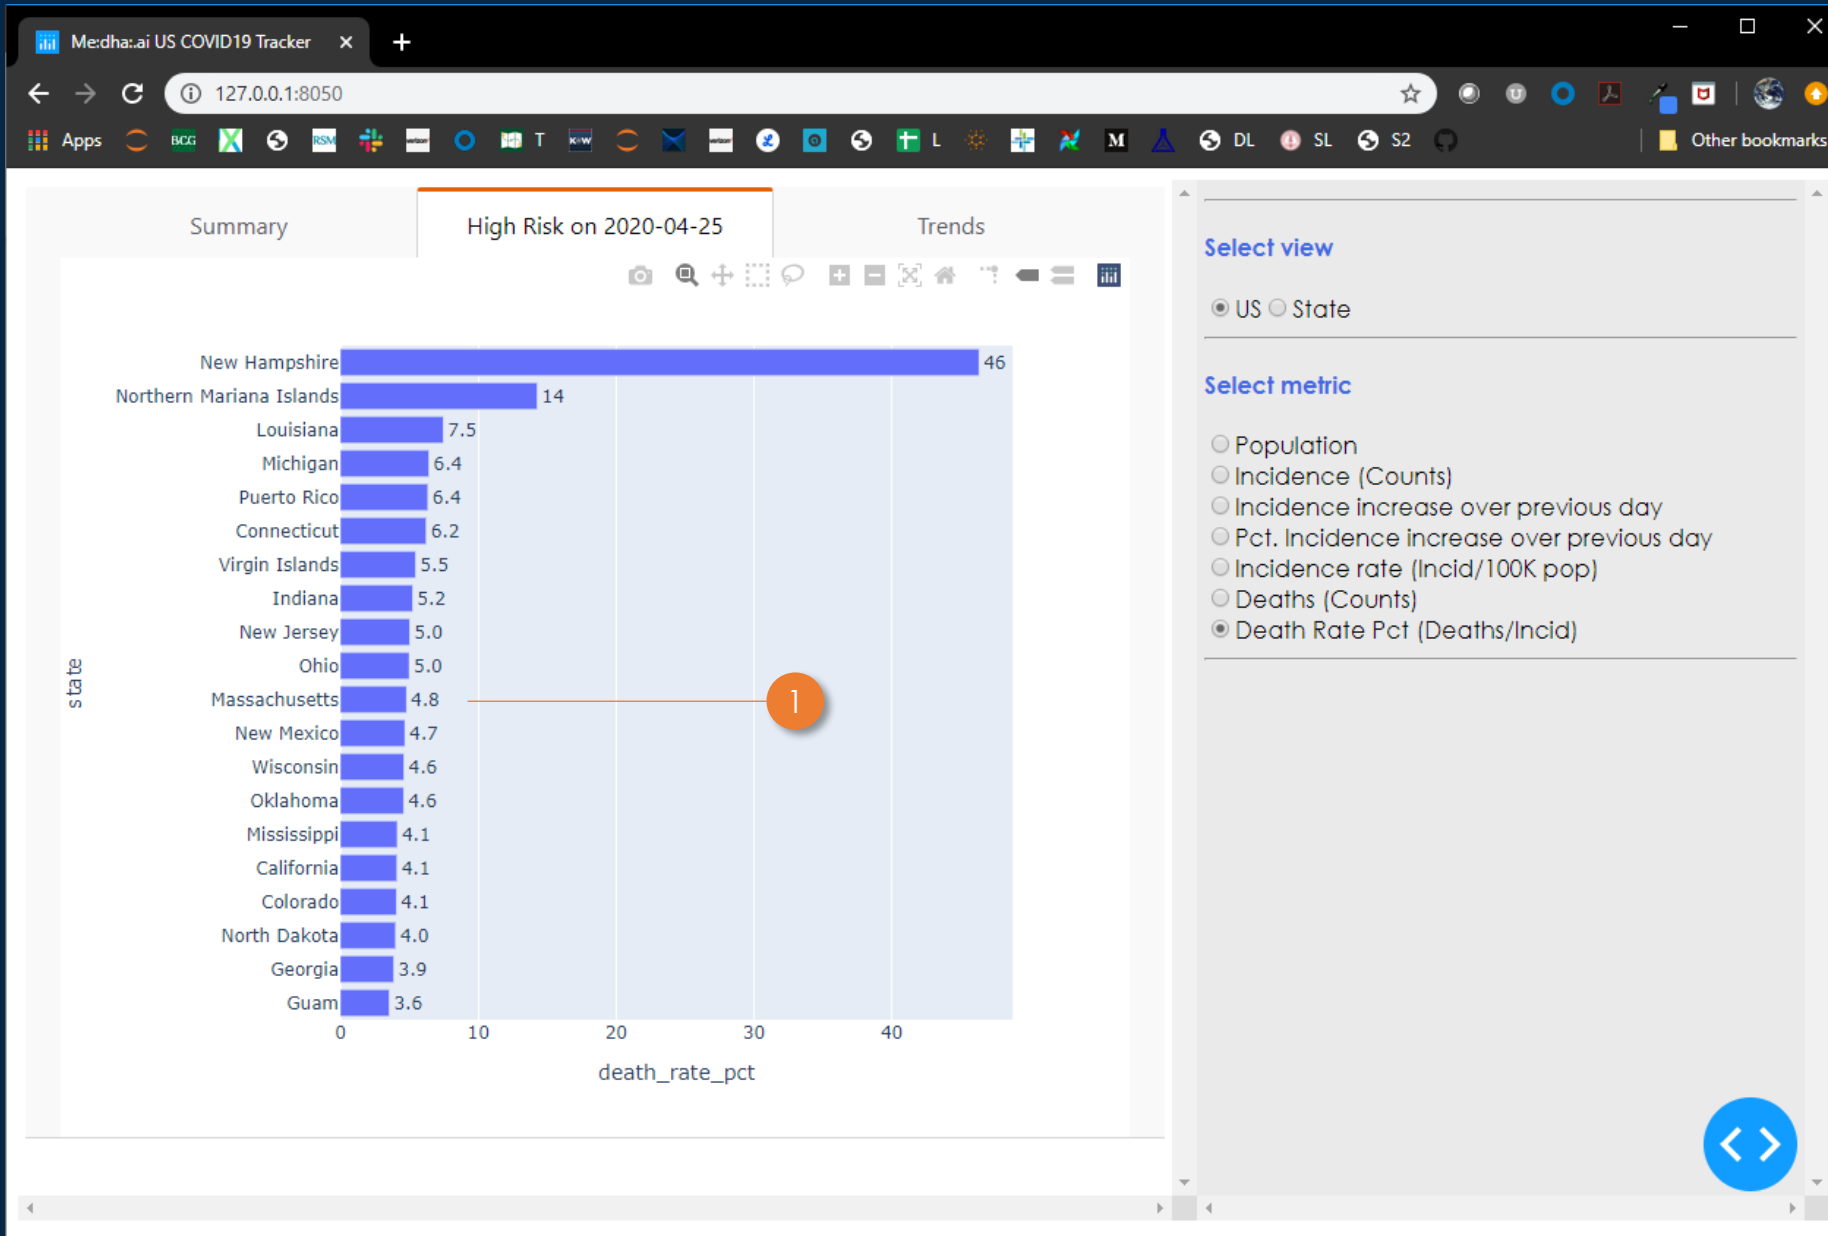 Me:dha:.ai US COVID19 Tracker
127.0.0.1:8050
Apps BCG RSM verizon T K+W verizon L M DL SL S2 Other bookmarks
Summary
High Risk on 2020-04-25
Trends
New Hampshire 46
Northern Mariana Islands 14
Louisiana 7.5
Michigan 6.4
Puerto Rico 6.4
Connecticut 6.2
Virgin Islands 5.5
Indiana 5.2
New Jersey 5.0
Ohio 5.0
Massachusetts 4.8
1
New Mexico 4.7
Wisconsin 4.6
Oklahoma 4.6
Mississippi 4.1
California 4.1
Colorado 4.1
North Dakota 4.0
Georgia 3.9
Guam 3.6
state
0 10 20 30 40
death_rate_pct
Select view
US State
Select metric
Population
Incidence (Counts)
Incidence increase over previous day
Pct. Incidence increase over previous day
Incidence rate (Incid/100K pop)
Deaths (Counts)
Death Rate Pct (Deaths/Incid)